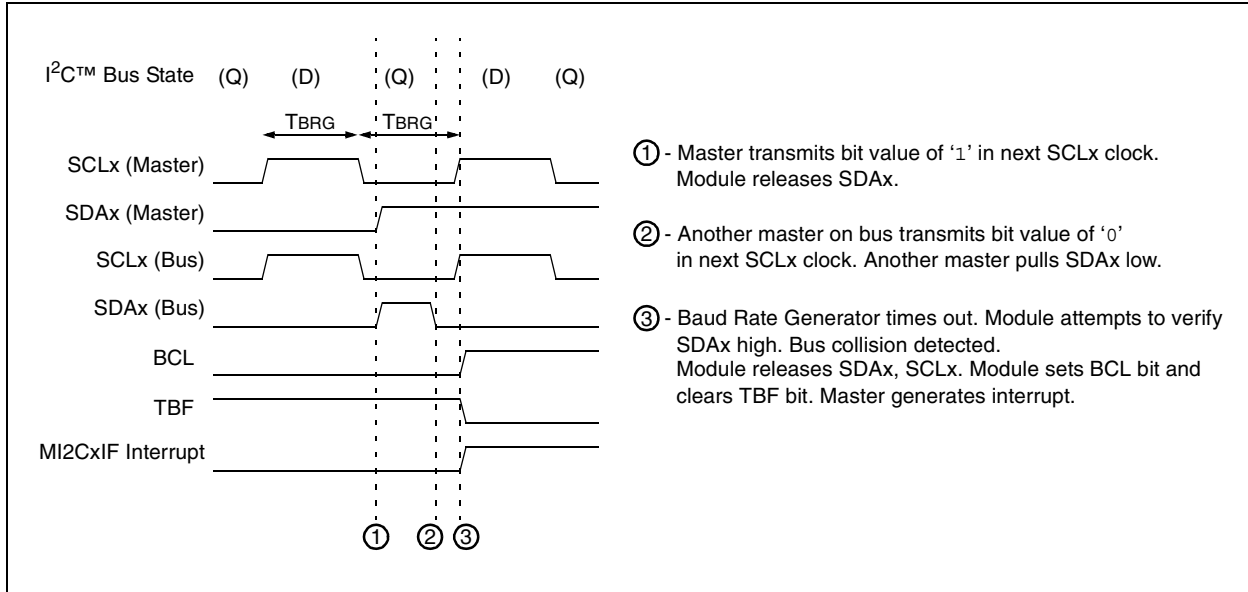 I²C™ Bus State (Q) (D) (Q) (D) (Q)
TBRG TBRG
SCLx (Master)
SDAx (Master)
SCLx (Bus)
SDAx (Bus)
BCL
TBF
MI2CxIF Interrupt
1 2 3
1 - Master transmits bit value of ‘1’ in next SCLx clock.
Module releases SDAx.
2 - Another master on bus transmits bit value of ‘0’
in next SCLx clock. Another master pulls SDAx low.
3 - Baud Rate Generator times out. Module attempts to verify
SDAx high. Bus collision detected.
Module releases SDAx, SCLx. Module sets BCL bit and
clears TBF bit. Master generates interrupt.